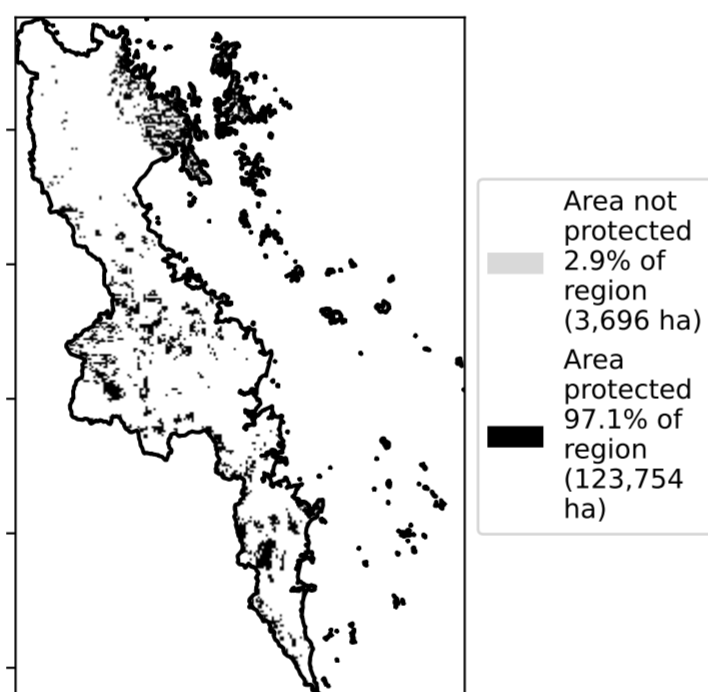 Area not
protected
2.9% of
region
(3,696 ha)
Area
protected
97.1% of
region
(123,754
ha)